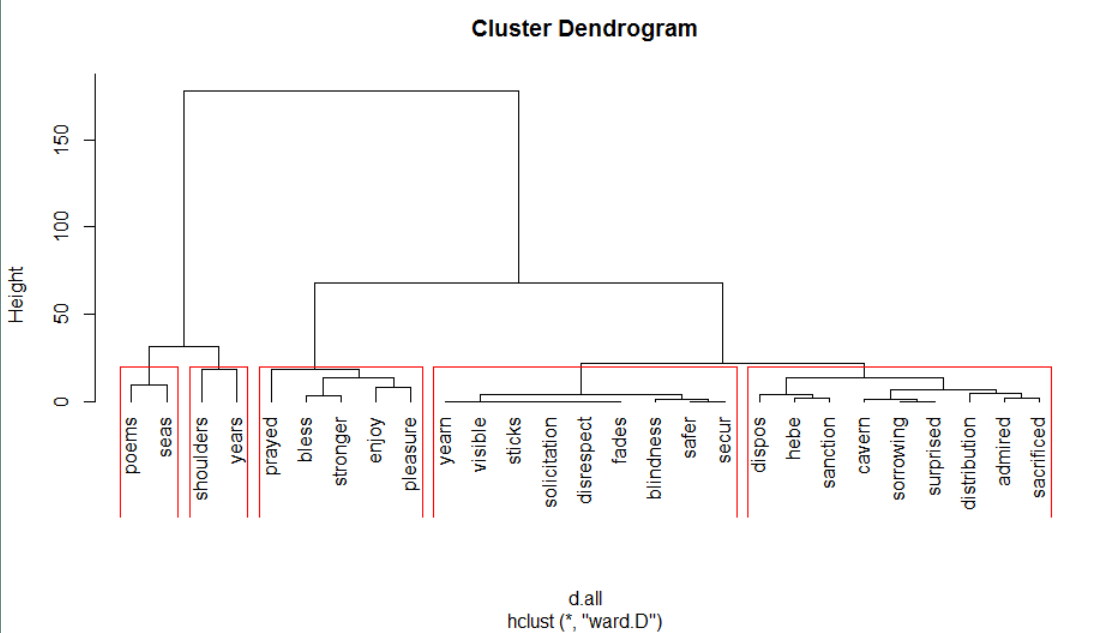 Cluster Dendrogram
Height
150
100
50
0
poems
seas
shoulders
years
prayed
bless
stronger
enjoy
pleasure
yearn
visible
sticks
solicitation
disrespect
fades
blindness
safer
secur
dispos
hebe
sanction
cavern
sorrowing
surprised
distribution
admired
sacrificed
d.all
hclust (*, "ward.D")